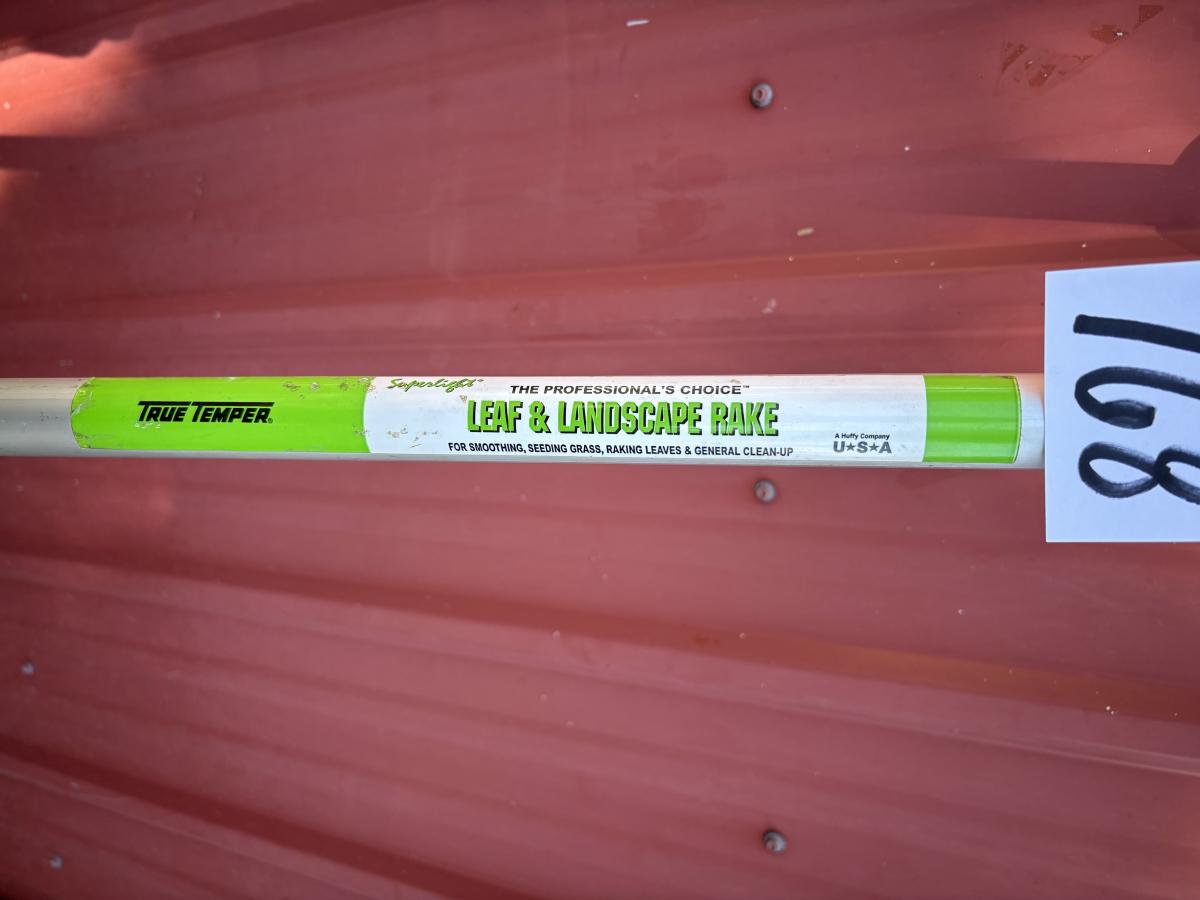 TRUE TEMPER®
Superlight™
THE PROFESSIONAL'S CHOICE™
LEAF & LANDSCAPE RAKE
FOR SMOOTHING, SEEDING GRASS, RAKING LEAVES & GENERAL CLEAN-UP
A Huffy Company
U★S★A
168